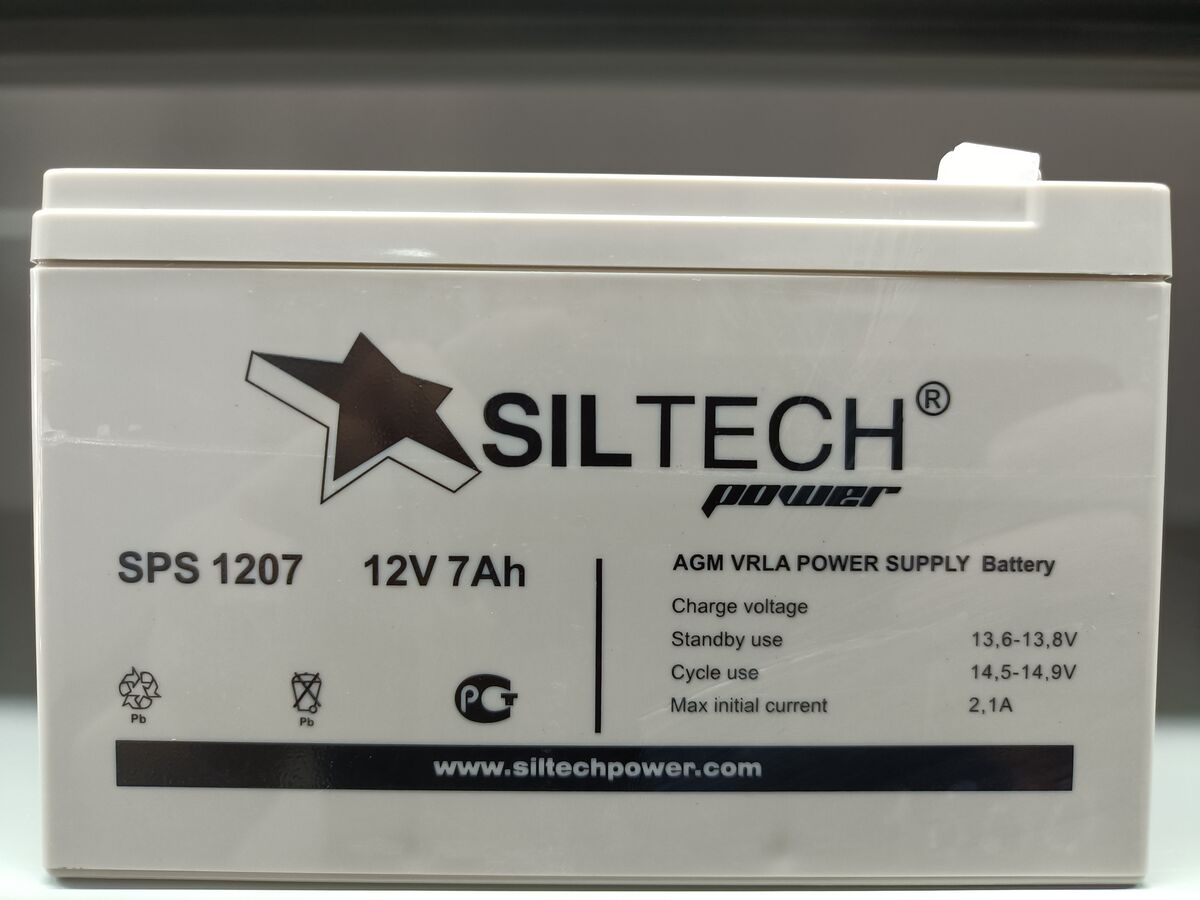 SILTECH®
power
SPS 1207 12V 7Ah
AGM VRLA POWER SUPPLY Battery
Charge voltage
Standby use 13,6-13,8V
Cycle use 14,5-14,9V
Max initial current 2,1A
Pb
Pb
РСТ
www.siltechpower.com